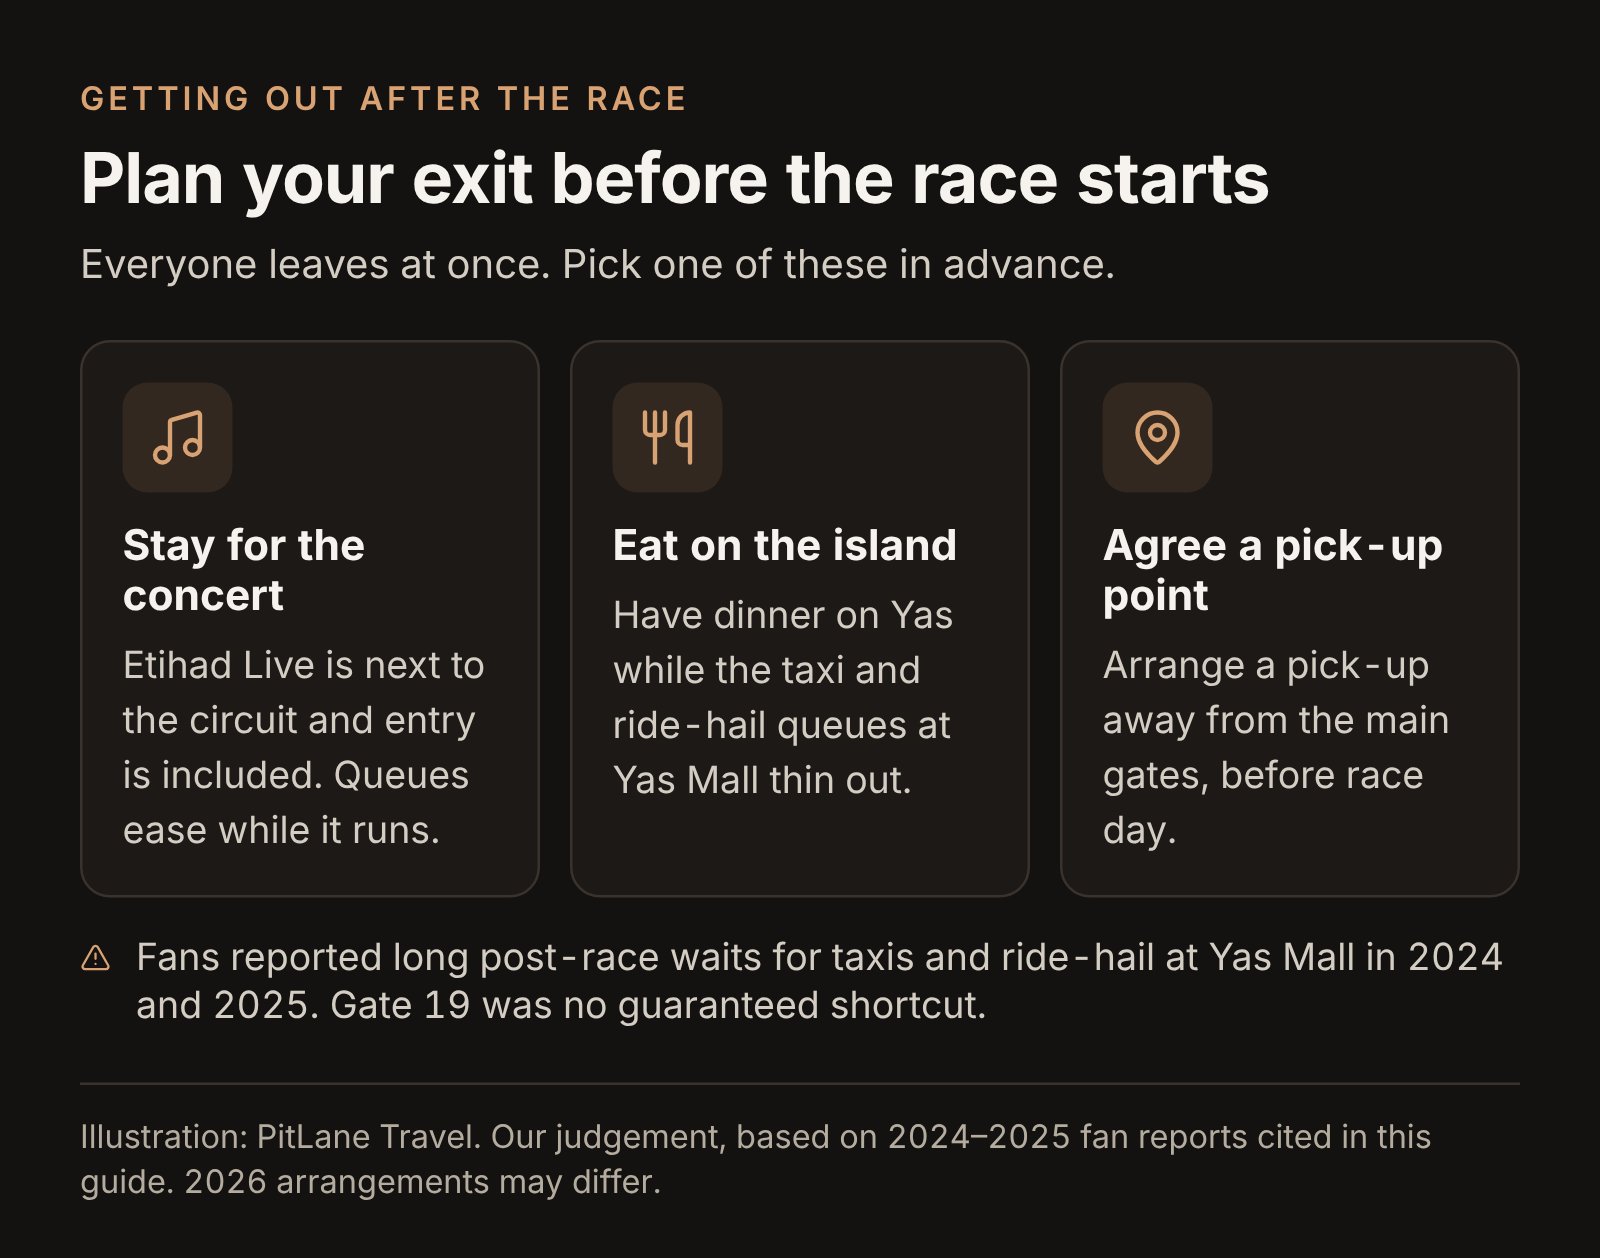 GETTING OUT AFTER THE RACE
Plan your exit before the race starts
Everyone leaves at once. Pick one of these in advance.
Stay for the
concert
Etihad Live is next to
the circuit and entry
is included. Queues
ease while it runs.
Eat on the island
Have dinner on Yas
while the taxi and
ride-hail queues at
Yas Mall thin out.
Agree a pick-up
point
Arrange a pick-up
away from the main
gates, before race
day.
Fans reported long post-race waits for taxis and ride-hail at Yas Mall in 2024
and 2025. Gate 19 was no guaranteed shortcut.
Illustration: PitLane Travel. Our judgement, based on 2024–2025 fan reports cited in this
guide. 2026 arrangements may differ.